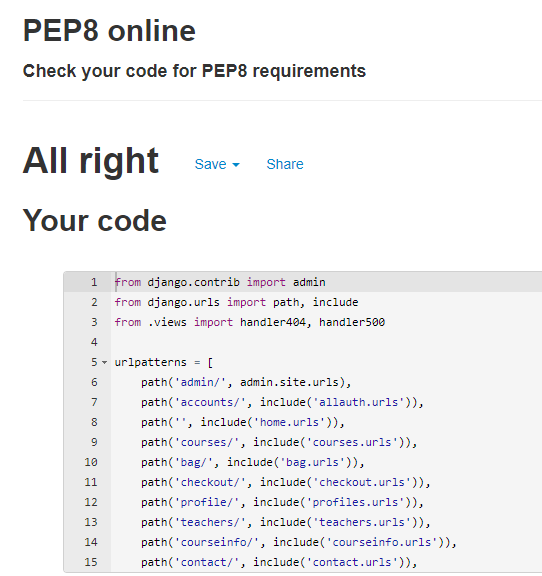 PEP8 online
Check your code for PEP8 requirements
All right Save Share
Your code
1 from django.contrib import admin
2 from django.urls import path, include
3 from .views import handler404, handler500
4
5 urlpatterns = [
6     path('admin/', admin.site.urls),
7     path('accounts/', include('allauth.urls')),
8     path('', include('home.urls')),
9     path('courses/', include('courses.urls')),
10     path('bag/', include('bag.urls')),
11     path('checkout/', include('checkout.urls')),
12     path('profile/', include('profiles.urls')),
13     path('teachers/', include('teachers.urls')),
14     path('courseinfo/', include('courseinfo.urls')),
15     path('contact/', include('contact.urls')),